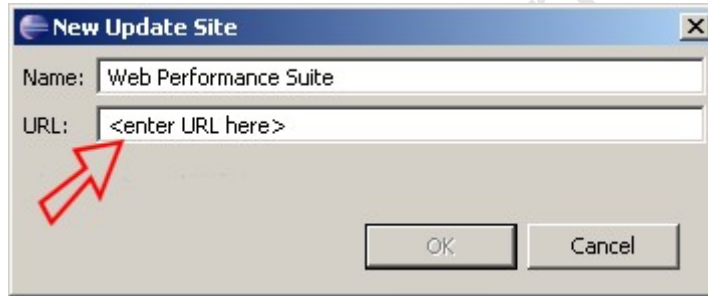 New Update Site
Name: Web Performance Suite
URL: <enter URL here>
OK Cancel